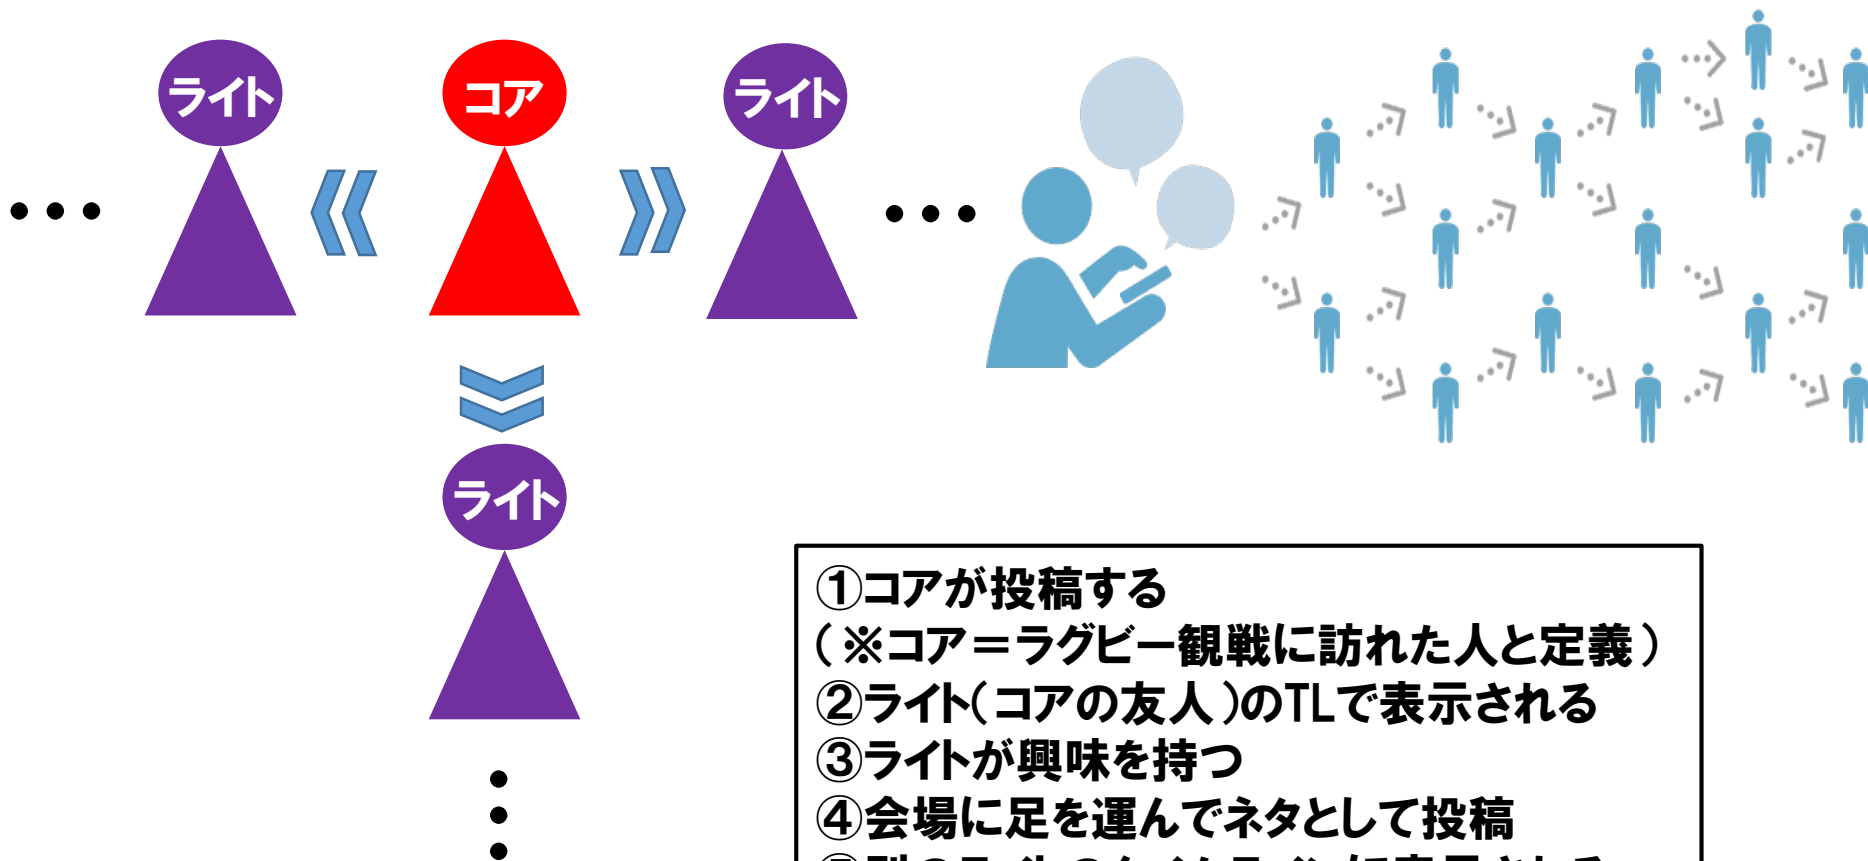 ライト
コア
ライト
ライト
①コアが投稿する
(※コア＝ラグビー観戦に訪れた人と定義)
②ライト(コアの友人)のTLで表示される
③ライトが興味を持つ
④会場に足を運んでネタとして投稿